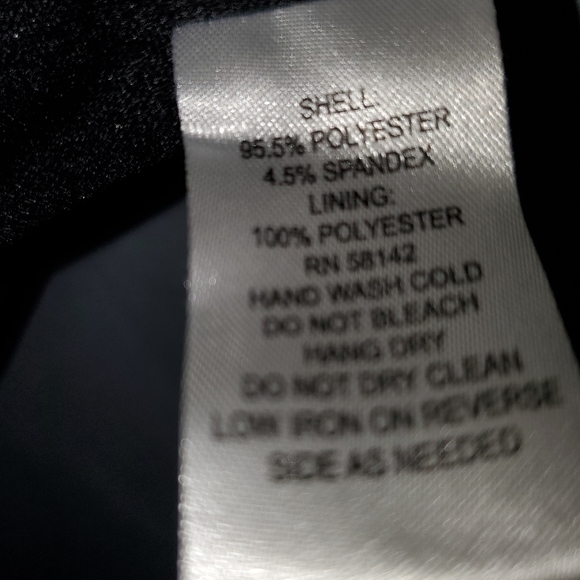 SHELL:
95.5% POLYESTER
4.5% SPANDEX
LINING:
100% POLYESTER
RN 58142
HAND WASH COLD
DO NOT BLEACH
HANG DRY
DO NOT DRY CLEAN
LOW IRON ON REVERSE
SIDE AS NEEDED